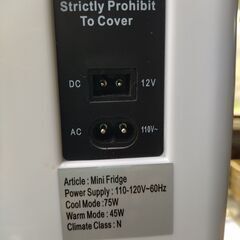 Strictly Prohibit
To Cover
DC 12V
AC 110V~
Article : Mini Fridge
Power Supply : 110-120V~60Hz
Cool Mode : 75W
Warm Mode : 45W
Climate Class : N